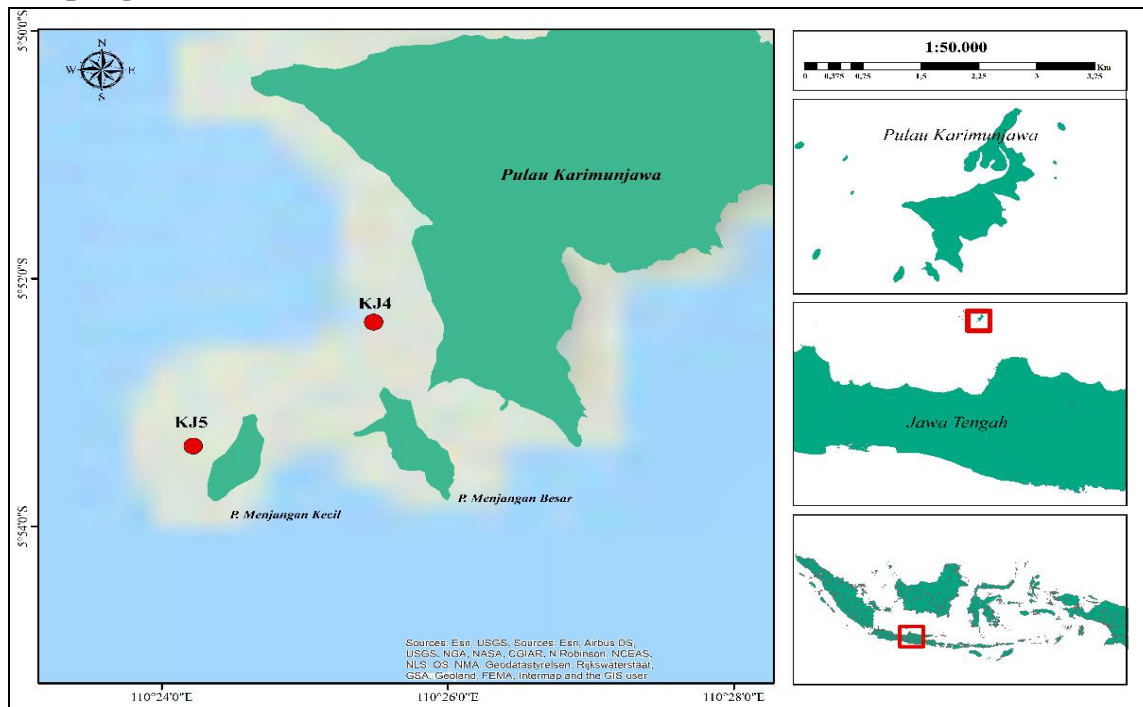 5°50'0"S
N
W E
S
Pulau Karimunjawa
5°52'0"S
KJ4
KJ5
P. Menjangan Besar
P. Menjangan Kecil
5°54'0"S
Sources: Esri, USGS, Sources: Esri, Airbus DS,
USGS, NGA, NASA, CGIAR, N Robinson, NCEAS,
NLS, OS, NMA, Geodatastyrelsen, Rijkswaterstaat,
GSA, Geoland, FEMA, Intermap and the GIS user
110°24'0"E 110°26'0"E 110°28'0"E
1:50.000
Km
0 0,375 0,75 1,5 2,25 3 3,75
Pulau Karimunjawa
Jawa Tengah